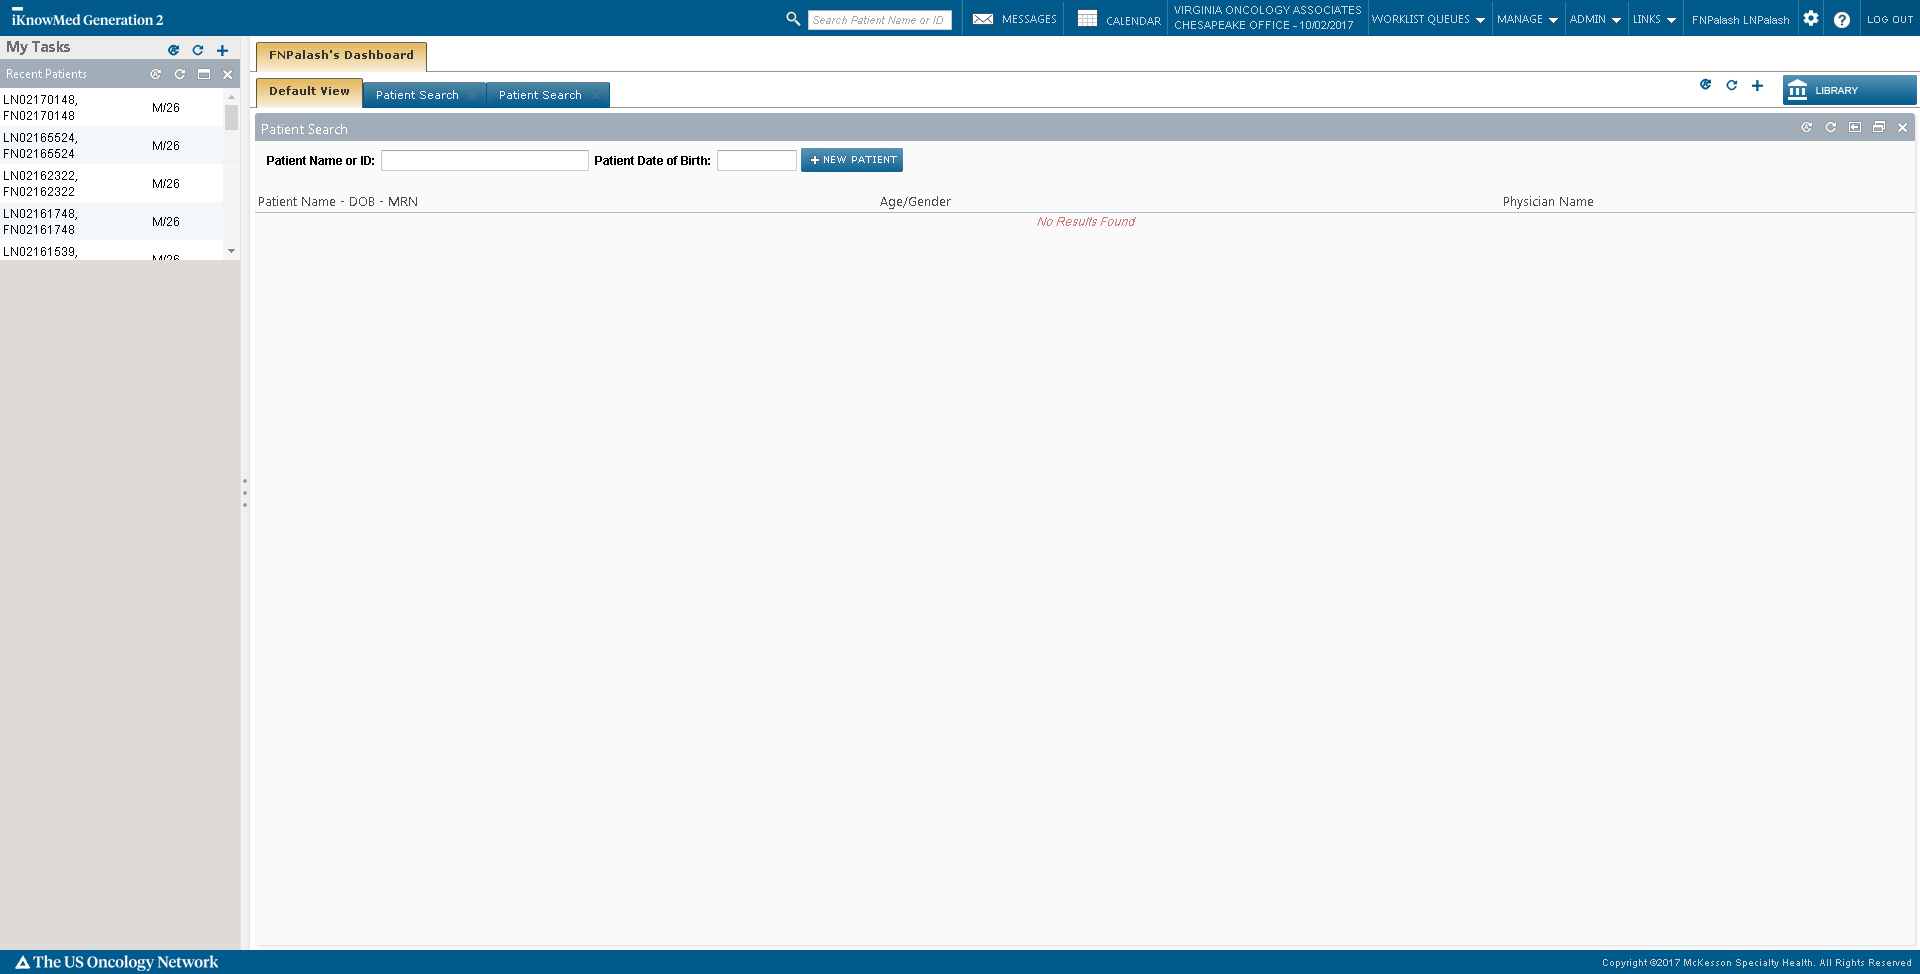 iKnowMed Generation 2
Search Patient Name or ID
MESSAGES
CALENDAR
VIRGINIA ONCOLOGY ASSOCIATES
CHESAPEAKE OFFICE - 10/02/2017
WORKLIST QUEUES
MANAGE
ADMIN
LINKS
FNPalash LNPalash
LOG OUT
My Tasks
Recent Patients
LN02170148,
FN02170148
M/26
LN02165524,
FN02165524
M/26
LN02162322,
FN02162322
M/26
LN02161748,
FN02161748
M/26
LN02161539,
M/26
FNPalash's Dashboard
Default View
Patient Search
Patient Search
LIBRARY
Patient Search
Patient Name or ID:
Patient Date of Birth:
+ NEW PATIENT
Patient Name - DOB - MRN
Age/Gender
Physician Name
No Results Found
The US Oncology Network
Copyright ©2017 McKesson Specialty Health. All Rights Reserved